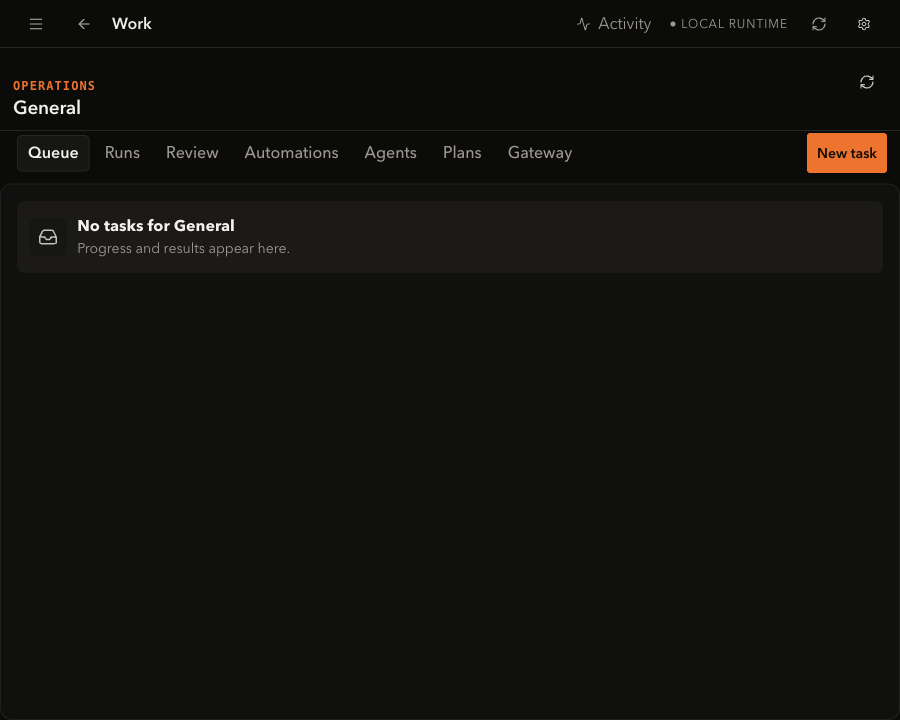 Work
Activity
LOCAL RUNTIME
OPERATIONS
General
Queue Runs Review Automations Agents Plans Gateway
New task
No tasks for General
Progress and results appear here.